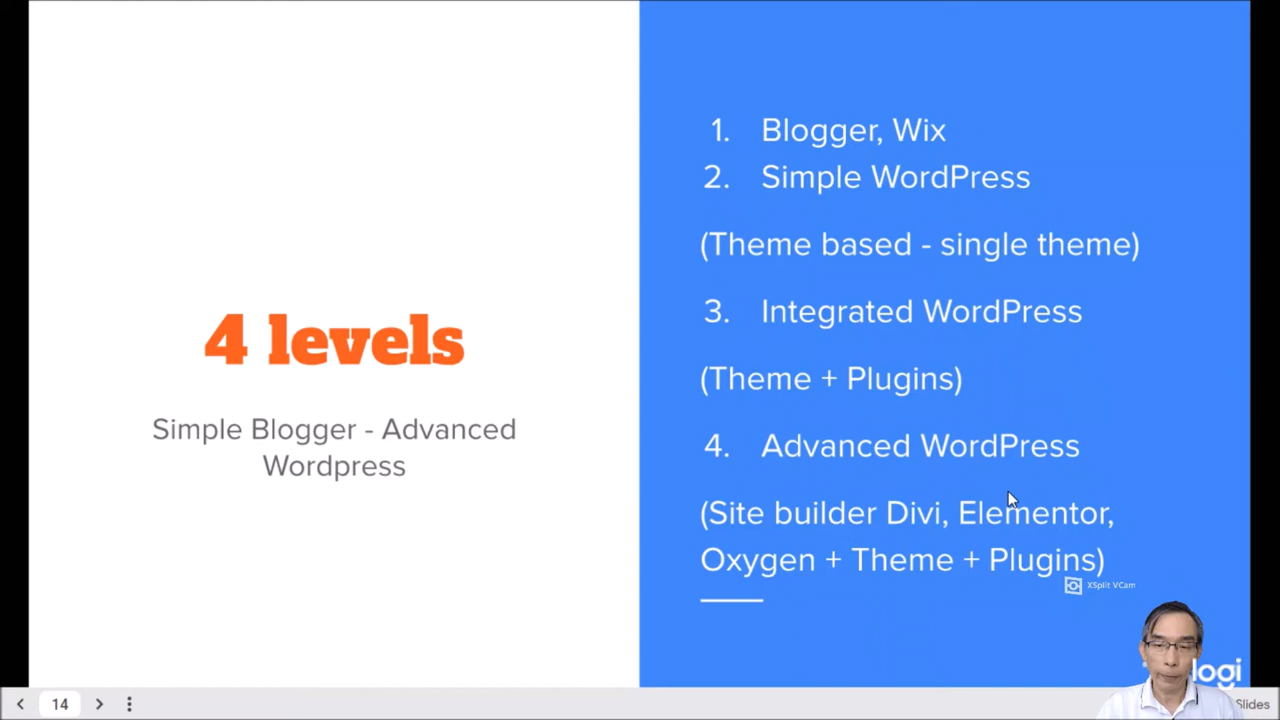 4 levels
Simple Blogger - Advanced
Wordpress
1. Blogger, Wix
2. Simple WordPress
(Theme based - single theme)
3. Integrated WordPress
(Theme + Plugins)
4. Advanced WordPress
(Site builder Divi, Elementor,
Oxygen + Theme + Plugins)
XSplit VCam
logi
14
Slides